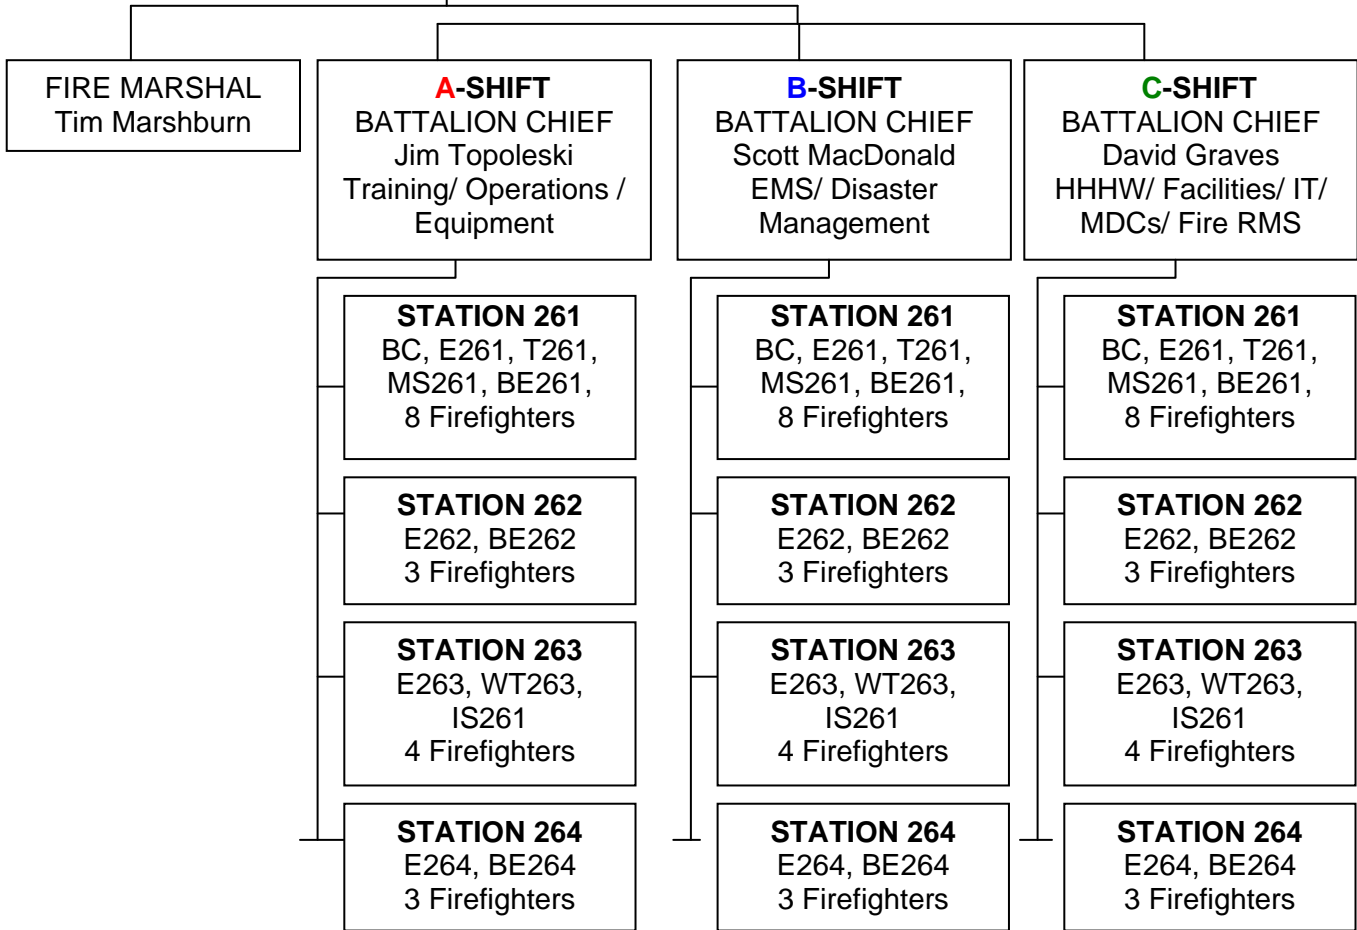 FIRE MARSHAL
Tim Marshburn
A-SHIFT
BATTALION CHIEF
Jim Topoleski
Training/ Operations /
Equipment
B-SHIFT
BATTALION CHIEF
Scott MacDonald
EMS/ Disaster
Management
C-SHIFT
BATTALION CHIEF
David Graves
HHHW/ Facilities/ IT/
MDCs/ Fire RMS
STATION 261
BC, E261, T261,
MS261, BE261,
8 Firefighters
STATION 261
BC, E261, T261,
MS261, BE261,
8 Firefighters
STATION 261
BC, E261, T261,
MS261, BE261,
8 Firefighters
STATION 262
E262, BE262
3 Firefighters
STATION 262
E262, BE262
3 Firefighters
STATION 262
E262, BE262
3 Firefighters
STATION 263
E263, WT263,
IS261
4 Firefighters
STATION 263
E263, WT263,
IS261
4 Firefighters
STATION 263
E263, WT263,
IS261
4 Firefighters
STATION 264
E264, BE264
3 Firefighters
STATION 264
E264, BE264
3 Firefighters
STATION 264
E264, BE264
3 Firefighters